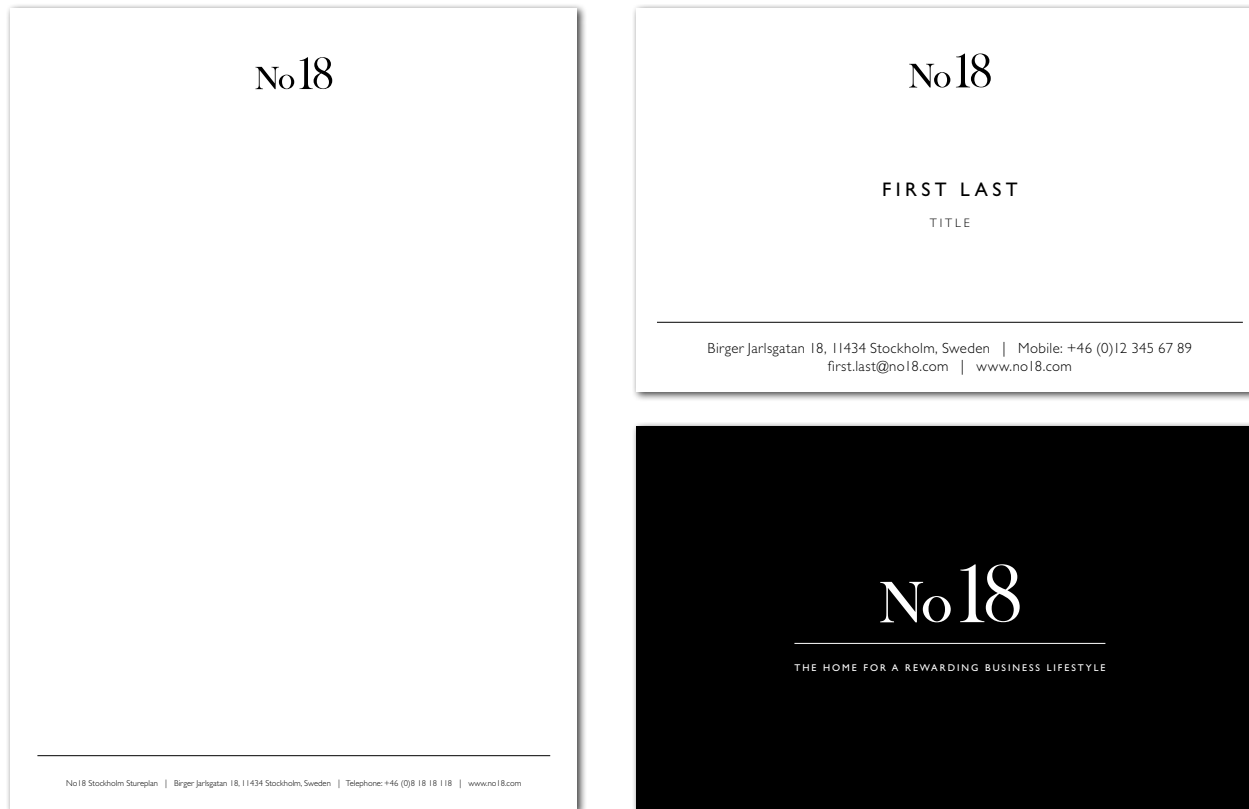 No18
No18 Stockholm Stureplan | Birger Jarlsgatan 18, 11434 Stockholm, Sweden | Telephone: +46 (0)8 18 18 118 | www.no18.com
No18
FIRST LAST
TITLE
Birger Jarlsgatan 18, 11434 Stockholm, Sweden | Mobile: +46 (0)12 345 67 89
first.last@no18.com | www.no18.com
No18
THE HOME FOR A REWARDING BUSINESS LIFESTYLE